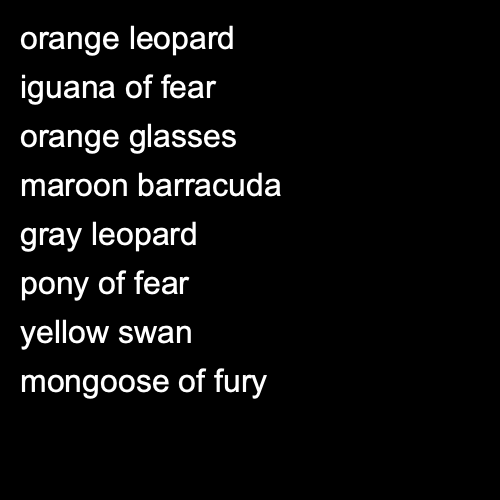 orange leopard
iguana of fear
orange glasses
maroon barracuda
gray leopard
pony of fear
yellow swan
mongoose of fury